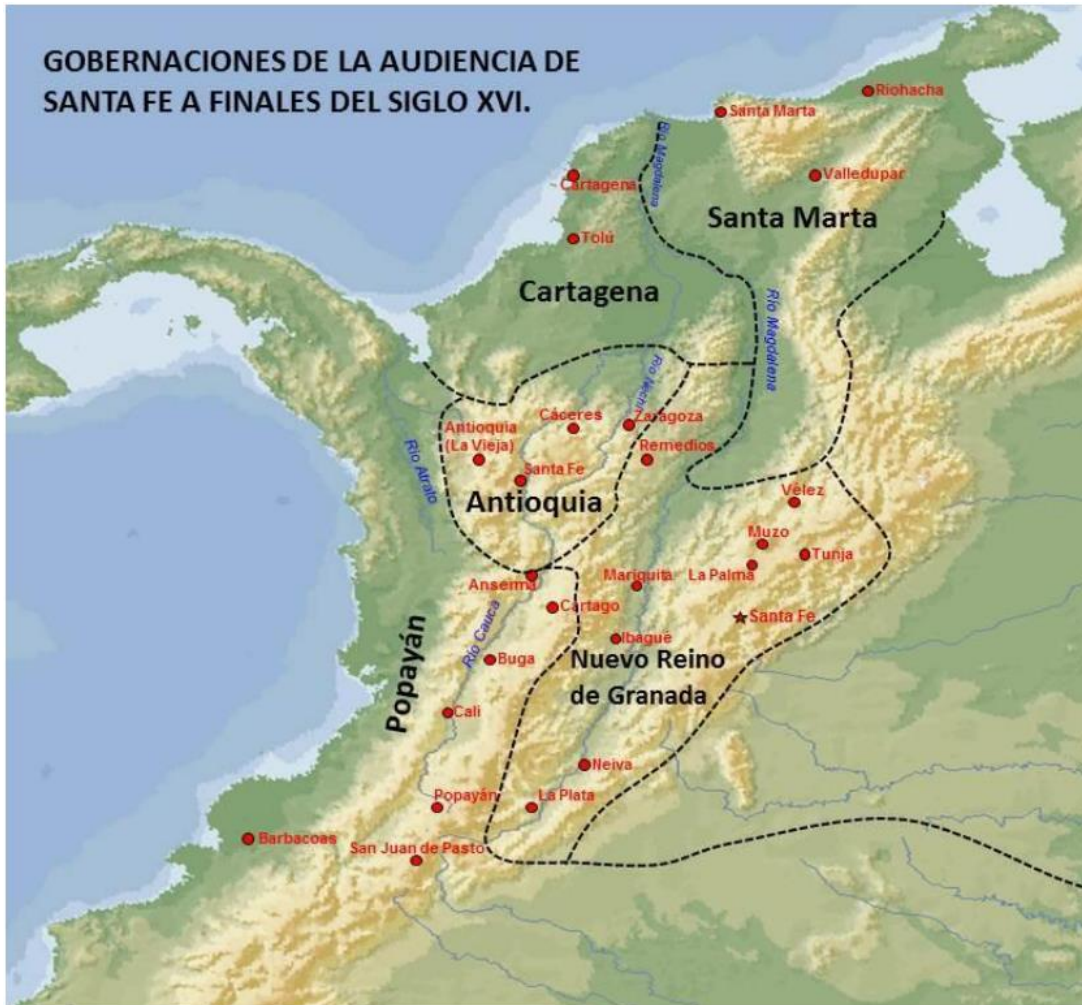 GOBERNACIONES DE LA AUDIENCIA DE
SANTA FE A FINALES DEL SIGLO XVI.
Riohacha
Santa Marta
Río Magdalena
Cartagena
Valledupar
Santa Marta
Tolú
Cartagena
Río Magdalena
Río Nechí
Cáceres
Zaragoza
Antioquia
(La Vieja)
Remedios
Río Atrato
Santa Fe
Antioquia
Vélez
Muzo
Tunja
La Palma
Anserma
Mariquita
Cartago
Santa Fe
Río Cauca
Ibagué
Buga
Nuevo Reino
de Granada
Popayán
Cali
Neiva
Popayán
La Plata
Barbacoas
San Juan de Pasto